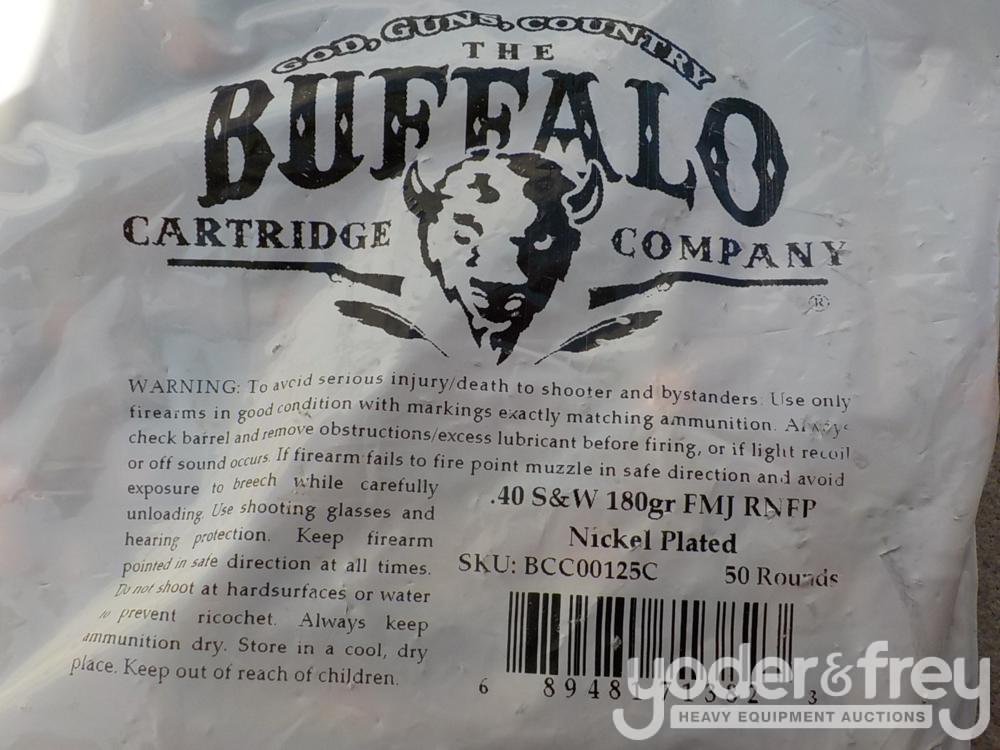 GOD, GUNS, COUNTRY
THE
BUFFALO
CARTRIDGE COMPANY
®
WARNING: To avoid serious injury/death to shooter and bystanders: Use only
firearms in good condition with markings exactly matching ammunition. Always
check barrel and remove obstructions/excess lubricant before firing, or if light recoil
or off sound occurs. If firearm fails to fire point muzzle in safe direction and avoid
exposure to breech while carefully
unloading. Use shooting glasses and
hearing protection. Keep firearm
pointed in safe direction at all times.
Do not shoot at hardsurfaces or water
to prevent ricochet. Always keep
ammunition dry. Store in a cool, dry
place. Keep out of reach of children.
.40 S&W 180gr FMJ RNFP
Nickel Plated
SKU: BCC00125C 50 Rounds
6 89481 71382 3
yoder&frey
HEAVY EQUIPMENT AUCTIONS